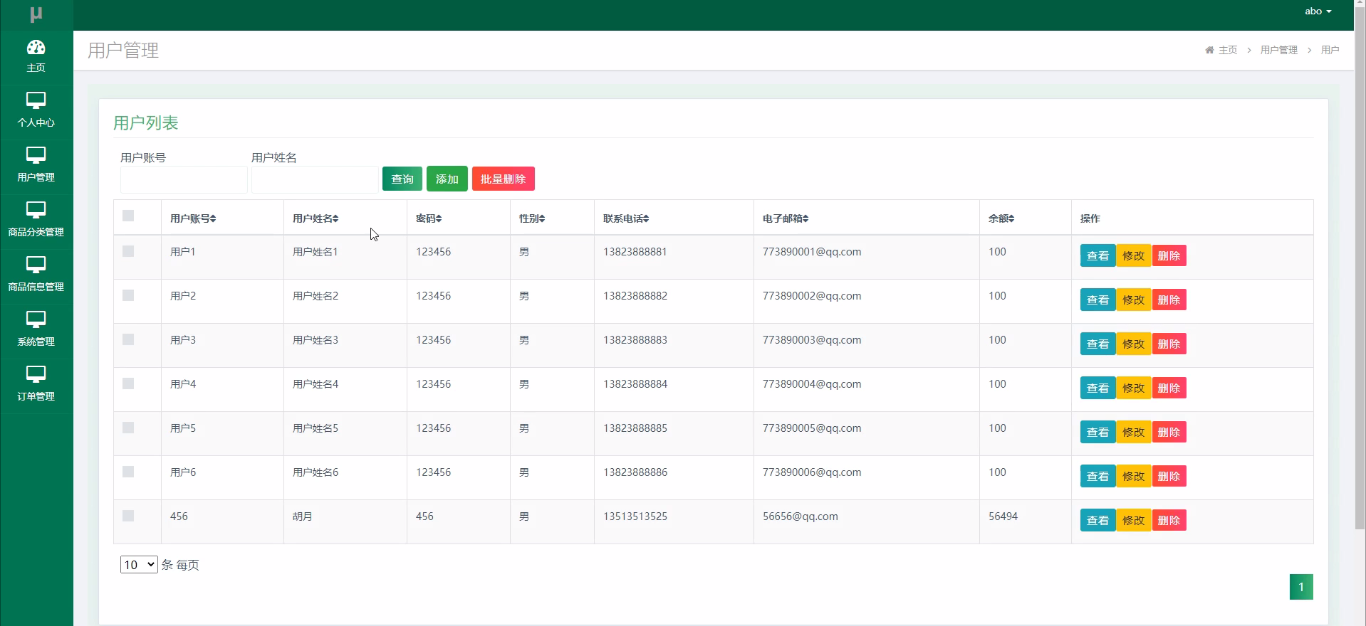 μ
abo
主页
个人中心
用户管理
商品分类管理
商品信息管理
系统管理
订单管理
用户管理
主页 > 用户管理 > 用户
用户列表
用户账号 用户姓名
查询 添加 批量删除
用户账号 用户姓名 密码 性别 联系电话 电子邮箱 余额 操作
用户1 用户姓名1 123456 男 13823888881 773890001@qq.com 100 查看 修改 删除
用户2 用户姓名2 123456 男 13823888882 773890002@qq.com 100 查看 修改 删除
用户3 用户姓名3 123456 男 13823888883 773890003@qq.com 100 查看 修改 删除
用户4 用户姓名4 123456 男 13823888884 773890004@qq.com 100 查看 修改 删除
用户5 用户姓名5 123456 男 13823888885 773890005@qq.com 100 查看 修改 删除
用户6 用户姓名6 123456 男 13823888886 773890006@qq.com 100 查看 修改 删除
456 胡月 456 男 13513513525 56656@qq.com 56494 查看 修改 删除
10 条 每页
1